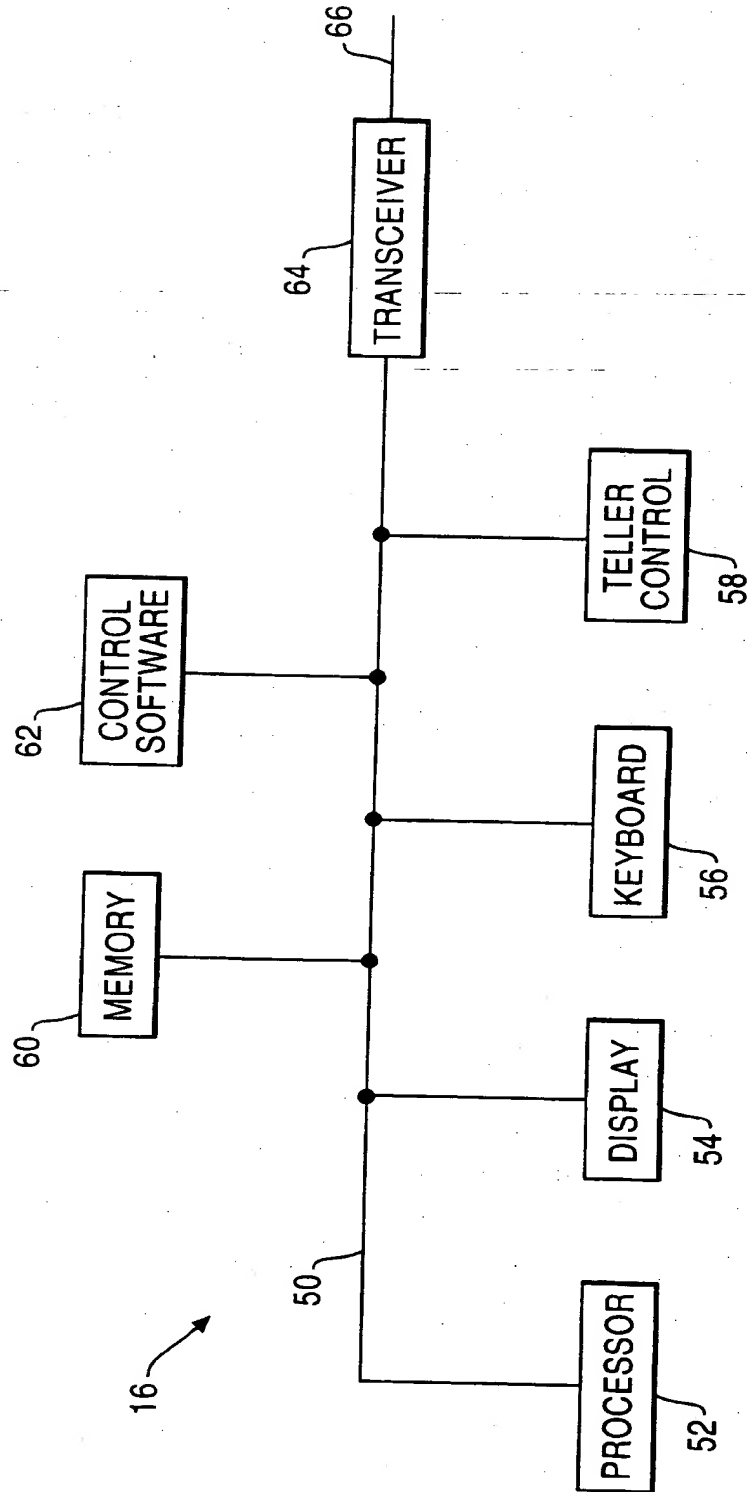 16
50
60
MEMORY
62
CONTROL
SOFTWARE
64
TRANSCEIVER
66
PROCESSOR
52
DISPLAY
54
KEYBOARD
56
TELLER
CONTROL
58